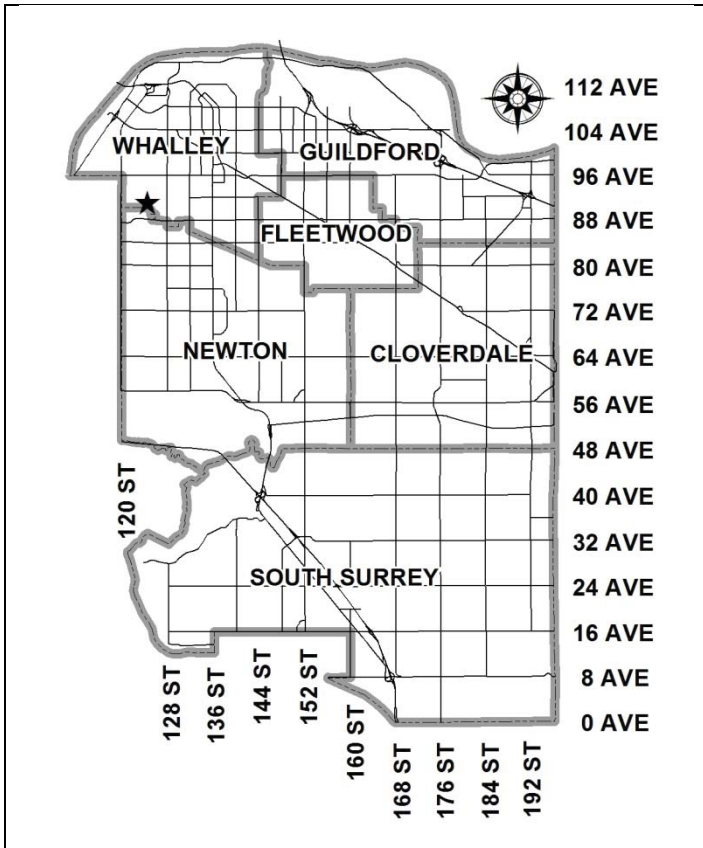 112 AVE
104 AVE
WHALLEY
GUILDFORD
96 AVE
88 AVE
FLEETWOOD
80 AVE
72 AVE
NEWTON
CLOVERDALE
64 AVE
56 AVE
48 AVE
120 ST
40 AVE
32 AVE
SOUTH SURREY
24 AVE
16 AVE
128 ST
136 ST
144 ST
152 ST
160 ST
8 AVE
0 AVE
168 ST
176 ST
184 ST
192 ST